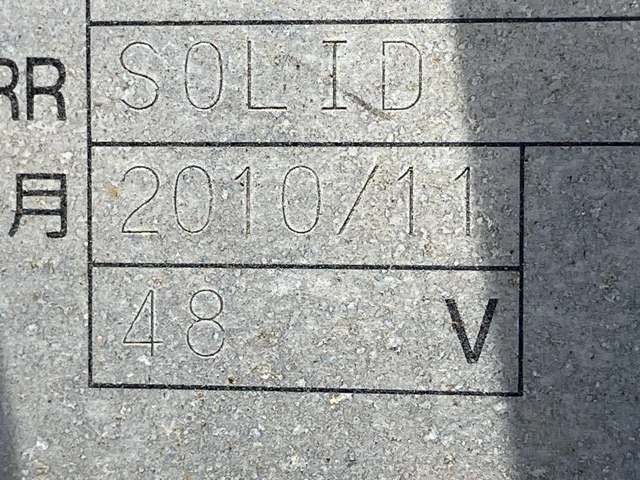 RR SOLID
月 2010/11
48 V